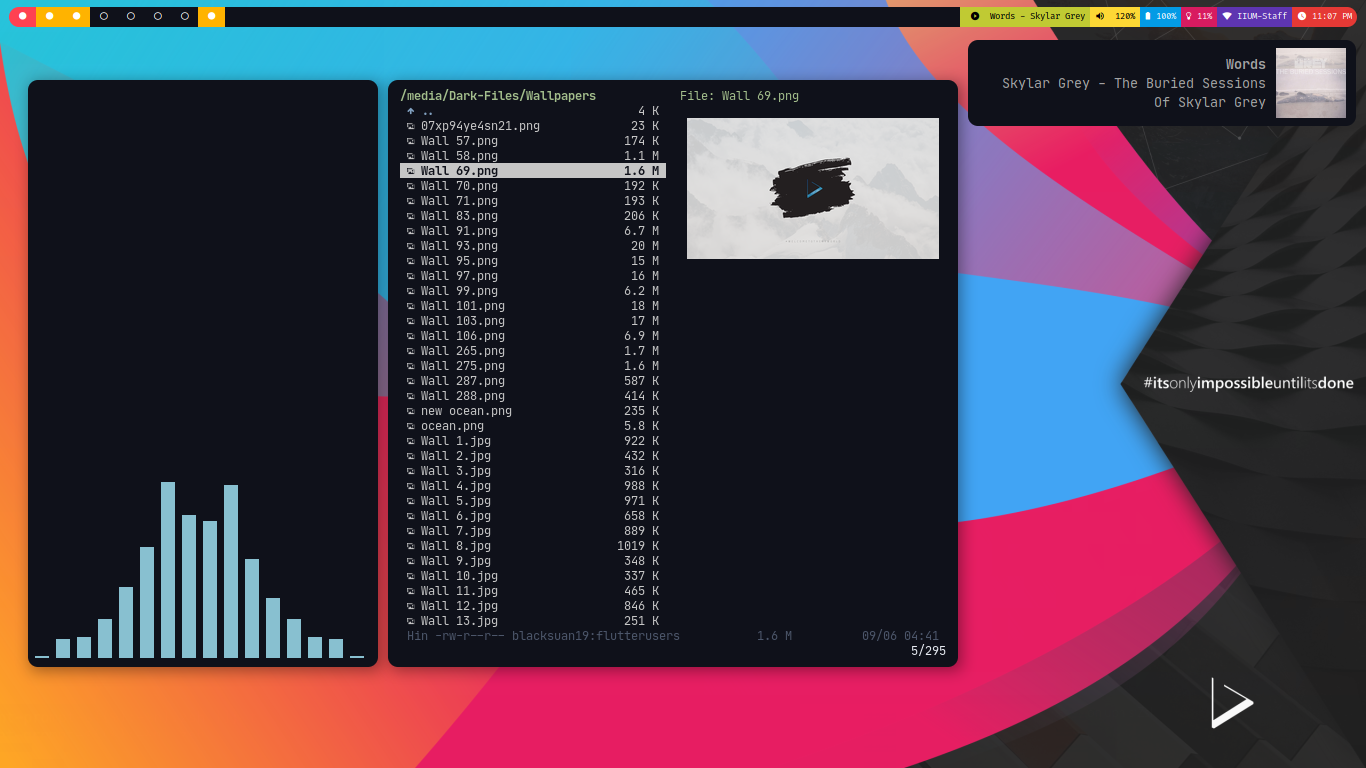 Words - Skylar Grey 120% 100% 11% IIUM-Staff 11:07 PM
Words
Skylar Grey - The Buried Sessions
Of Skylar Grey
/media/Dark-Files/Wallpapers File: Wall 69.png
.. 4 K
07xp94ye4sn21.png 23 K
Wall 57.png 174 K
Wall 58.png 1.1 M
Wall 69.png 1.6 M
Wall 70.png 192 K
Wall 71.png 193 K
Wall 83.png 206 K
Wall 91.png 6.7 M
Wall 93.png 20 M
Wall 95.png 15 M
Wall 97.png 16 M
Wall 99.png 6.2 M
Wall 101.png 18 M
Wall 103.png 17 M
Wall 106.png 6.9 M
Wall 265.png 1.7 M
Wall 275.png 1.6 M
Wall 287.png 587 K
Wall 288.png 414 K
new ocean.png 235 K
ocean.png 5.8 K
Wall 1.jpg 922 K
Wall 2.jpg 432 K
Wall 3.jpg 316 K
Wall 4.jpg 988 K
Wall 5.jpg 971 K
Wall 6.jpg 658 K
Wall 7.jpg 889 K
Wall 8.jpg 1019 K
Wall 9.jpg 348 K
Wall 10.jpg 337 K
Wall 11.jpg 465 K
Wall 12.jpg 846 K
Wall 13.jpg 251 K
Hin -rw-r--r-- blacksuan19:flutterusers 1.6 M 09/06 04:41
5/295
#itsonlyimpossibleuntilitsdone